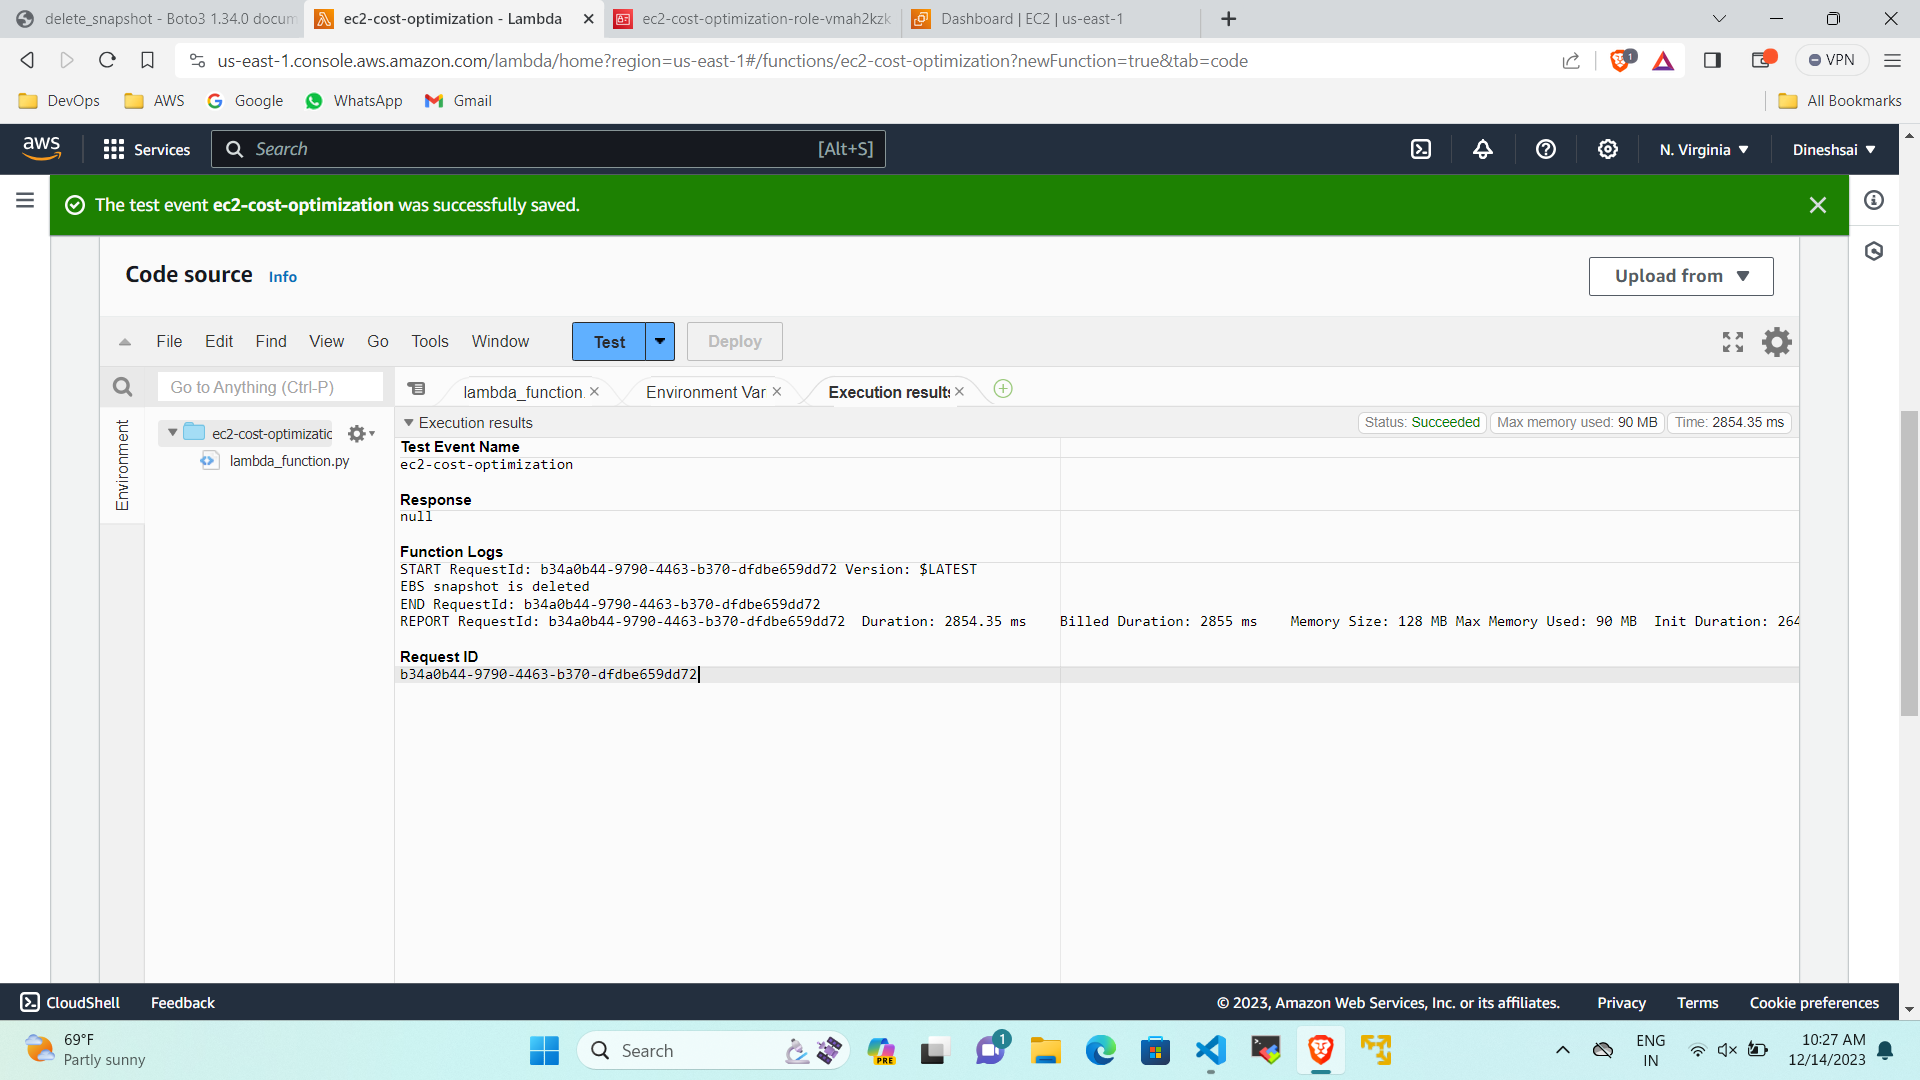 delete_snapshot - Boto3 1.34.0 docum
ec2-cost-optimization - Lambda
ec2-cost-optimization-role-vmah2kzk
Dashboard | EC2 | us-east-1
us-east-1.console.aws.amazon.com/lambda/home?region=us-east-1#/functions/ec2-cost-optimization?newFunction=true&tab=code
1
VPN
DevOps
AWS
Google
WhatsApp
Gmail
All Bookmarks
aws
Services
Search
[Alt+S]
N. Virginia
Dineshsai
The test event ec2-cost-optimization was successfully saved.
Code source
Info
Upload from
File
Edit
Find
View
Go
Tools
Window
Test
Deploy
Go to Anything (Ctrl-P)
lambda_function.
Environment Var
Execution results
Environment
ec2-cost-optimizatic
lambda_function.py
Execution results
Status: Succeeded
Max memory used: 90 MB
Time: 2854.35 ms
Test Event Name
ec2-cost-optimization
Response
null
Function Logs
START RequestId: b34a0b44-9790-4463-b370-dfdbe659dd72 Version: $LATEST
EBS snapshot is deleted
END RequestId: b34a0b44-9790-4463-b370-dfdbe659dd72
REPORT RequestId: b34a0b44-9790-4463-b370-dfdbe659dd72 Duration: 2854.35 ms Billed Duration: 2855 ms Memory Size: 128 MB Max Memory Used: 90 MB Init Duration: 264
Request ID
b34a0b44-9790-4463-b370-dfdbe659dd72
CloudShell
Feedback
© 2023, Amazon Web Services, Inc. or its affiliates.
Privacy
Terms
Cookie preferences
69°F
Partly sunny
Search
PRE
1
ENG
IN
10:27 AM
12/14/2023